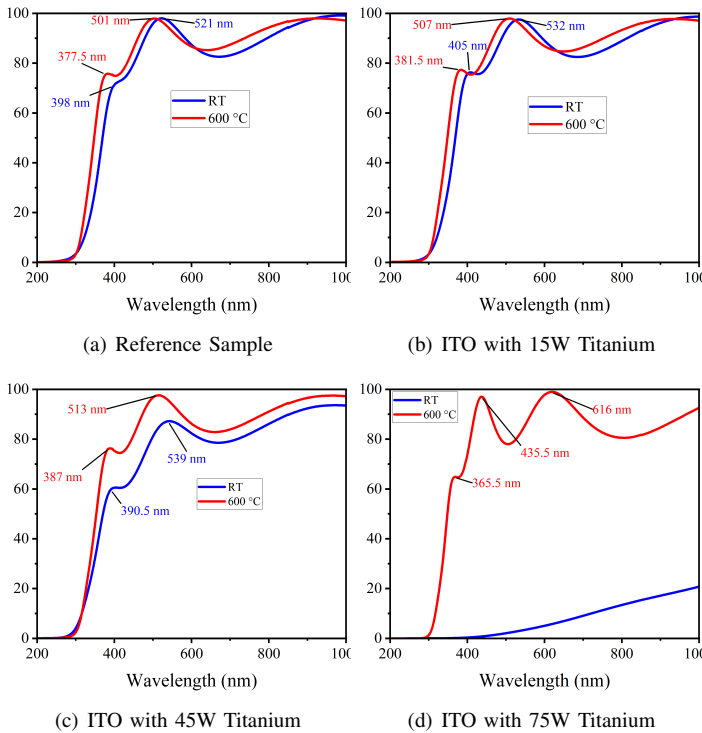 100
80
60
40
20
0
200 400 600 800 100
Wavelength (nm)
501 nm
521 nm
377.5 nm
398 nm
RT
600 °C
(a) Reference Sample
100
80
60
40
20
0
200 400 600 800 100
Wavelength (nm)
507 nm
532 nm
405 nm
381.5 nm
RT
600 °C
(b) ITO with 15W Titanium
100
80
60
40
20
0
200 400 600 800 100
Wavelength (nm)
513 nm
387 nm
539 nm
390.5 nm
RT
600 °C
(c) ITO with 45W Titanium
100
80
60
40
20
0
200 400 600 800 100
Wavelength (nm)
RT
600 °C
616 nm
435.5 nm
365.5 nm
(d) ITO with 75W Titanium